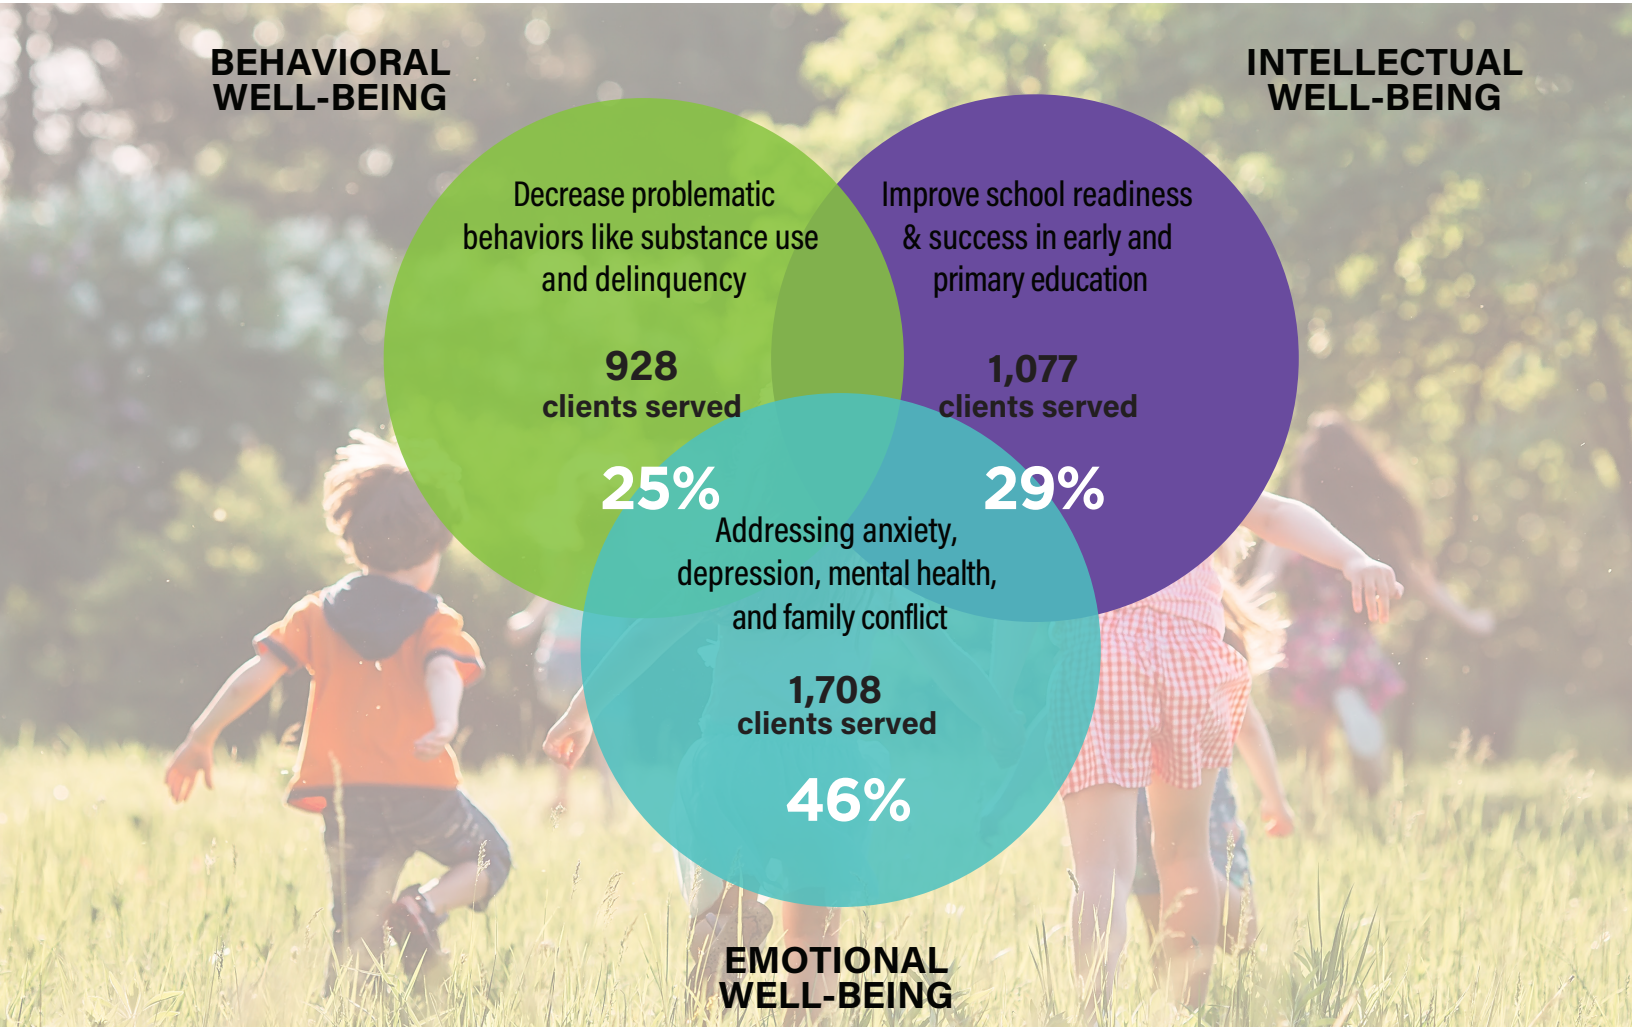 BEHAVIORAL
WELL-BEING
Decrease problematic
behaviors like substance use
and delinquency
928
clients served
25%
INTELLECTUAL
WELL-BEING
Improve school readiness
& success in early and
primary education
1,077
clients served
29%
Addressing anxiety,
depression, mental health,
and family conflict
1,708
clients served
46%
EMOTIONAL
WELL-BEING